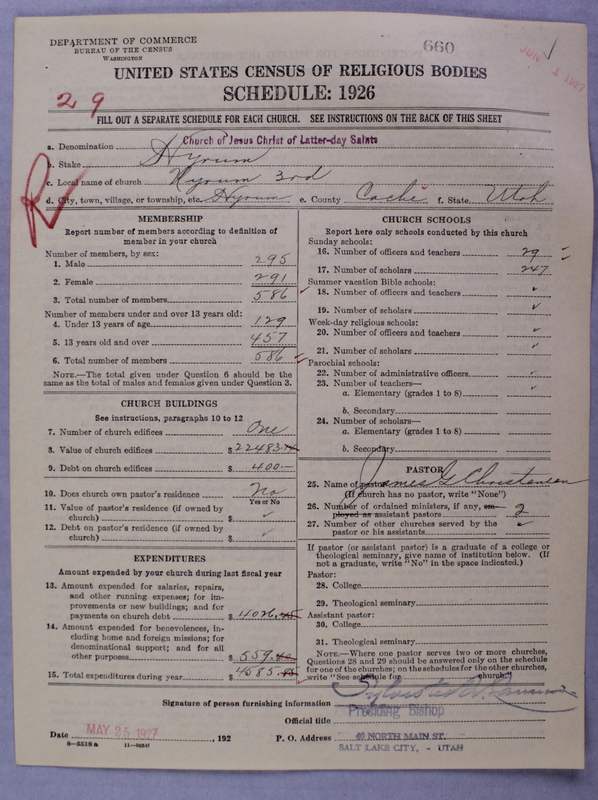 DEPARTMENT OF COMMERCE
BUREAU OF THE CENSUS
WASHINGTON
660
JUN 1 1927
UNITED STATES CENSUS OF RELIGIOUS BODIES
SCHEDULE: 1926
29
FILL OUT A SEPARATE SCHEDULE FOR EACH CHURCH. SEE INSTRUCTIONS ON THE BACK OF THIS SHEET
R
a. Denomination Church of Jesus Christ of Latter-day Saints
b. Stake Hyrum
c. Local name of church Hyrum 3rd
d. City, town, village, or township, etc. Hyrum e. County Cache f. State Utah
MEMBERSHIP
Report number of members according to definition of
member in your church
Number of members, by sex:
1. Male 295
2. Female 291
3. Total number of members 586
Number of members under and over 13 years old:
4. Under 13 years of age 129
5. 13 years old and over 457
6. Total number of members 586
NOTE.—The total given under Question 6 should be the
same as the total of males and females given under Question 3.
CHURCH BUILDINGS
See instructions, paragraphs 10 to 12
7. Number of church edifices One
8. Value of church edifices $22483
9. Debt on church edifices $400.—
10. Does church own pastor's residence No
Yes or No
11. Value of pastor's residence (if owned by
church) $
12. Debt on pastor's residence (if owned by
church) $
EXPENDITURES
Amount expended by your church during last fiscal year
13. Amount expended for salaries, repairs,
and other running expenses; for im-
provements or new buildings; and for
payments on church debt $4026.45
14. Amount expended for benevolences, in-
cluding home and foreign missions; for
denominational support; and for all
other purposes $559.40
15. Total expenditures during year $4585.85
CHURCH SCHOOLS
Report here only schools conducted by this church
Sunday schools:
16. Number of officers and teachers 29
17. Number of scholars 247
Summer vacation Bible schools:
18. Number of officers and teachers ✓
19. Number of scholars ✓
Week-day religious schools:
20. Number of officers and teachers ✓
21. Number of scholars ✓
Parochial schools:
22. Number of administrative officers ✓
23. Number of teachers—
a. Elementary (grades 1 to 8) ✓
b. Secondary
24. Number of scholars—
a. Elementary (grades 1 to 8)
b. Secondary
PASTOR
25. Name of pastor James G Christensen
(If church has no pastor, write "None")
26. Number of ordained ministers, if any, em-
ployed as assistant pastors 2
27. Number of other churches served by the
pastor or his assistants
If pastor (or assistant pastor) is a graduate of a college or
theological seminary, give name of institution below. (If
not a graduate, write "No" in the space indicated.)
Pastor:
28. College
29. Theological seminary
Assistant pastor:
30. College
31. Theological seminary
NOTE.—Where one pastor serves two or more churches,
Questions 28 and 29 should be answered only on the schedule
for one of the churches; on the schedules for the other churches,
write "See schedule for church."
Signature of person furnishing information Sylvester Q. Cannon
Official title Presiding Bishop
Date MAY 25 1927, 192 P. O. Address 40 NORTH MAIN ST.
SALT LAKE CITY, - UTAH
8—5518 a